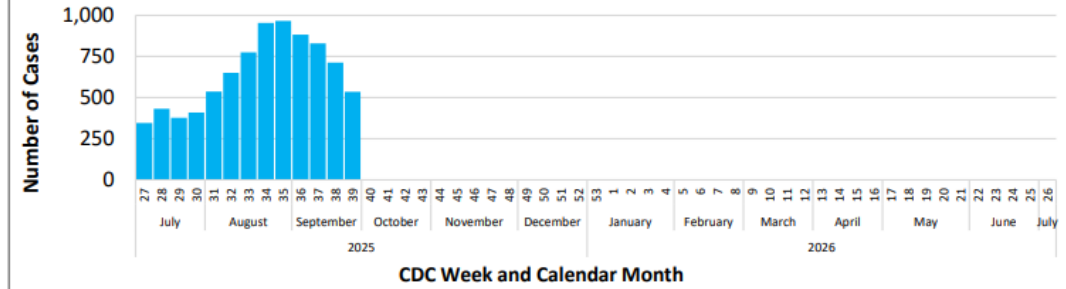 Number of Cases
1,000
750
500
250
0
27 28 29 30 31 32 33 34 35 36 37 38 39 40 41 42 43 44 45 46 47 48 49 50 51 52 53 1 2 3 4 5 6 7 8 9 10 11 12 13 14 15 16 17 18 19 20 21 22 23 24 25 26
July August September October November December January February March April May June July
2025 2026
CDC Week and Calendar Month